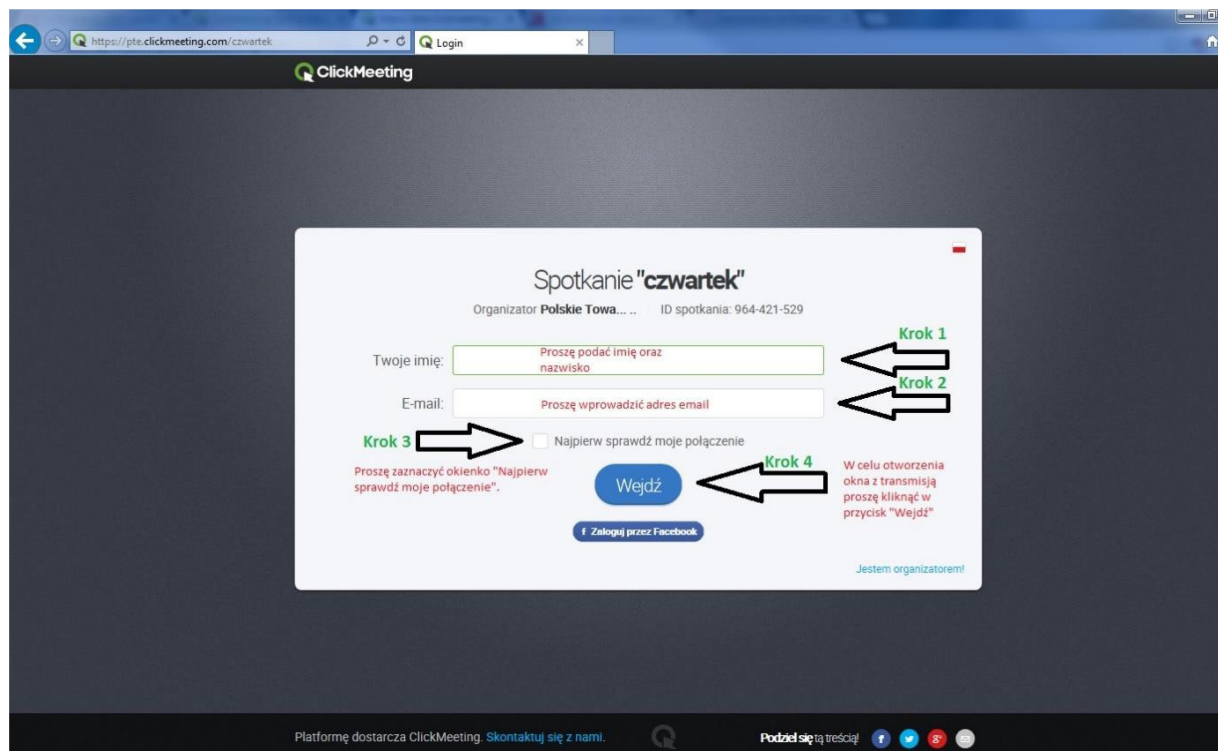 https://pte.clickmeeting.com/czwartek
Login
ClickMeeting
Spotkanie "czwartek"
Organizator Polskie Towa... .. ID spotkania: 964-421-529
Krok 1
Twoje imię:
Proszę podać imię oraz
nazwisko
Krok 2
E-mail:
Proszę wprowadzić adres email
Krok 3
Najpierw sprawdź moje połączenie
Proszę zaznaczyć okienko "Najpierw
sprawdź moje połączenie".
Wejdź
Krok 4
W celu otworzenia
okna z transmisją
proszę kliknąć w
przycisk "Wejdź"
f Zaloguj przez Facebook
Jestem organizatorem!
Platformę dostarcza ClickMeeting. Skontaktuj się z nami.
Podziel się tą treścią!